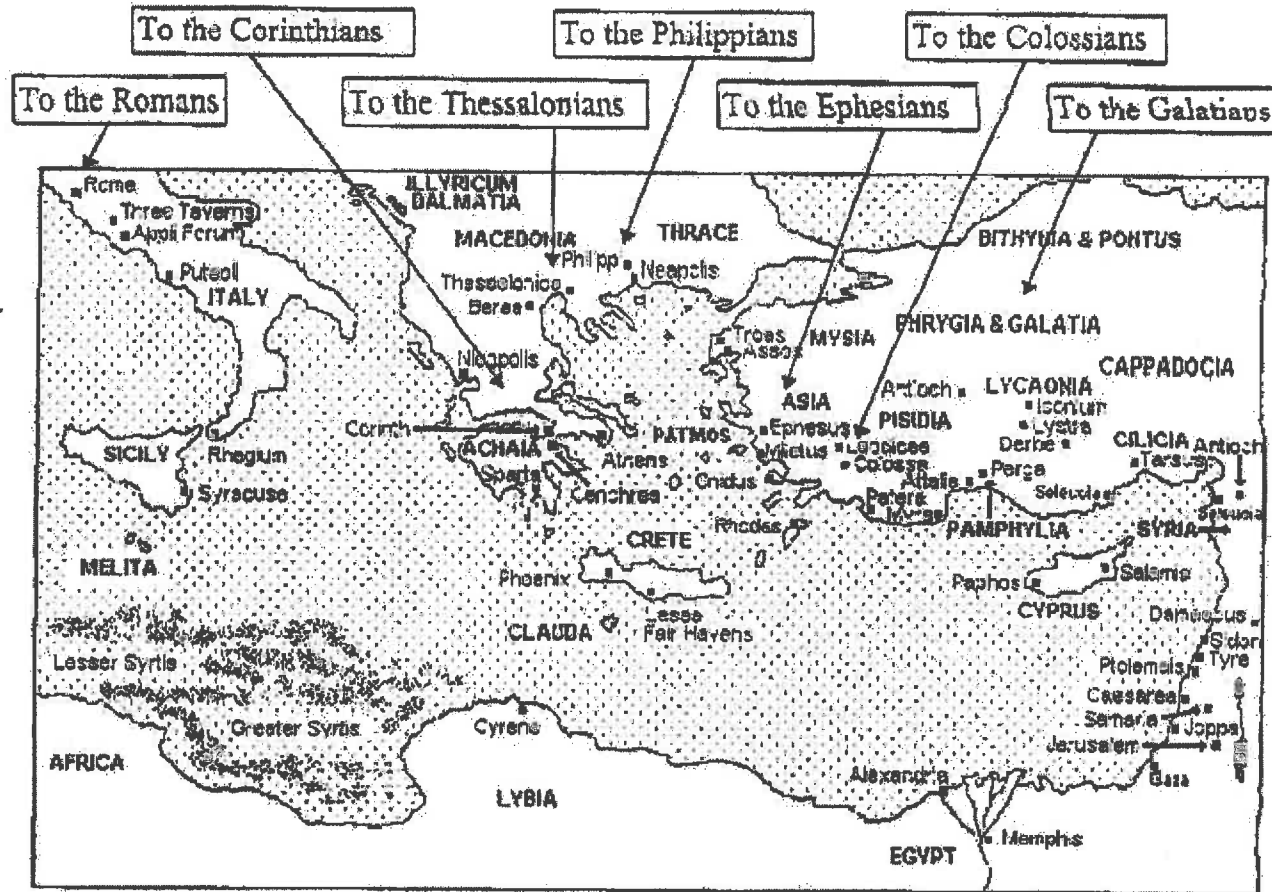 To the Corinthians
To the Philippians
To the Colossians
To the Romans
To the Thessalonians
To the Ephesians
To the Galatians
Rome
Three Taverns
Appii Forum
Puteoli
ITALY
ILLYRICUM
DALMATIA
MACEDONIA
THRACE
BITHYNIA & PONTUS
Philippi
Neapolis
Thessalonica
Berea
Troas
Assos
MYSIA
PHRYGIA & GALATIA
CAPPADOCIA
Nicopolis
Antioch
LYCAONIA
Iconium
Lystra
Derbe
ASIA
PISIDIA
Corinth
ACHAIA
Sparta
Athens
Cenchrea
PATMOS
Ephesus
Miletus
Laodicea
Colosse
CILICIA
Tarsus
Antioch
SICILY
Rhegium
Syracuse
Cnidus
Attalia
Perga
Patara
Myra
Seleucia
Seleucia
Rhodes
PAMPHYLIA
SYRIA
MELITA
CRETE
Phoenix
Fair Havens
CLAUDA
Paphos
Salamis
CYPRUS
Damascus
Sidon
Tyre
Ptolemais
Caesarea
Samaria
Joppa
Jerusalem
Gaza
Lesser Syrtis
Greater Syrtis
Cyrene
AFRICA
LYBIA
Alexandria
Memphis
EGYPT